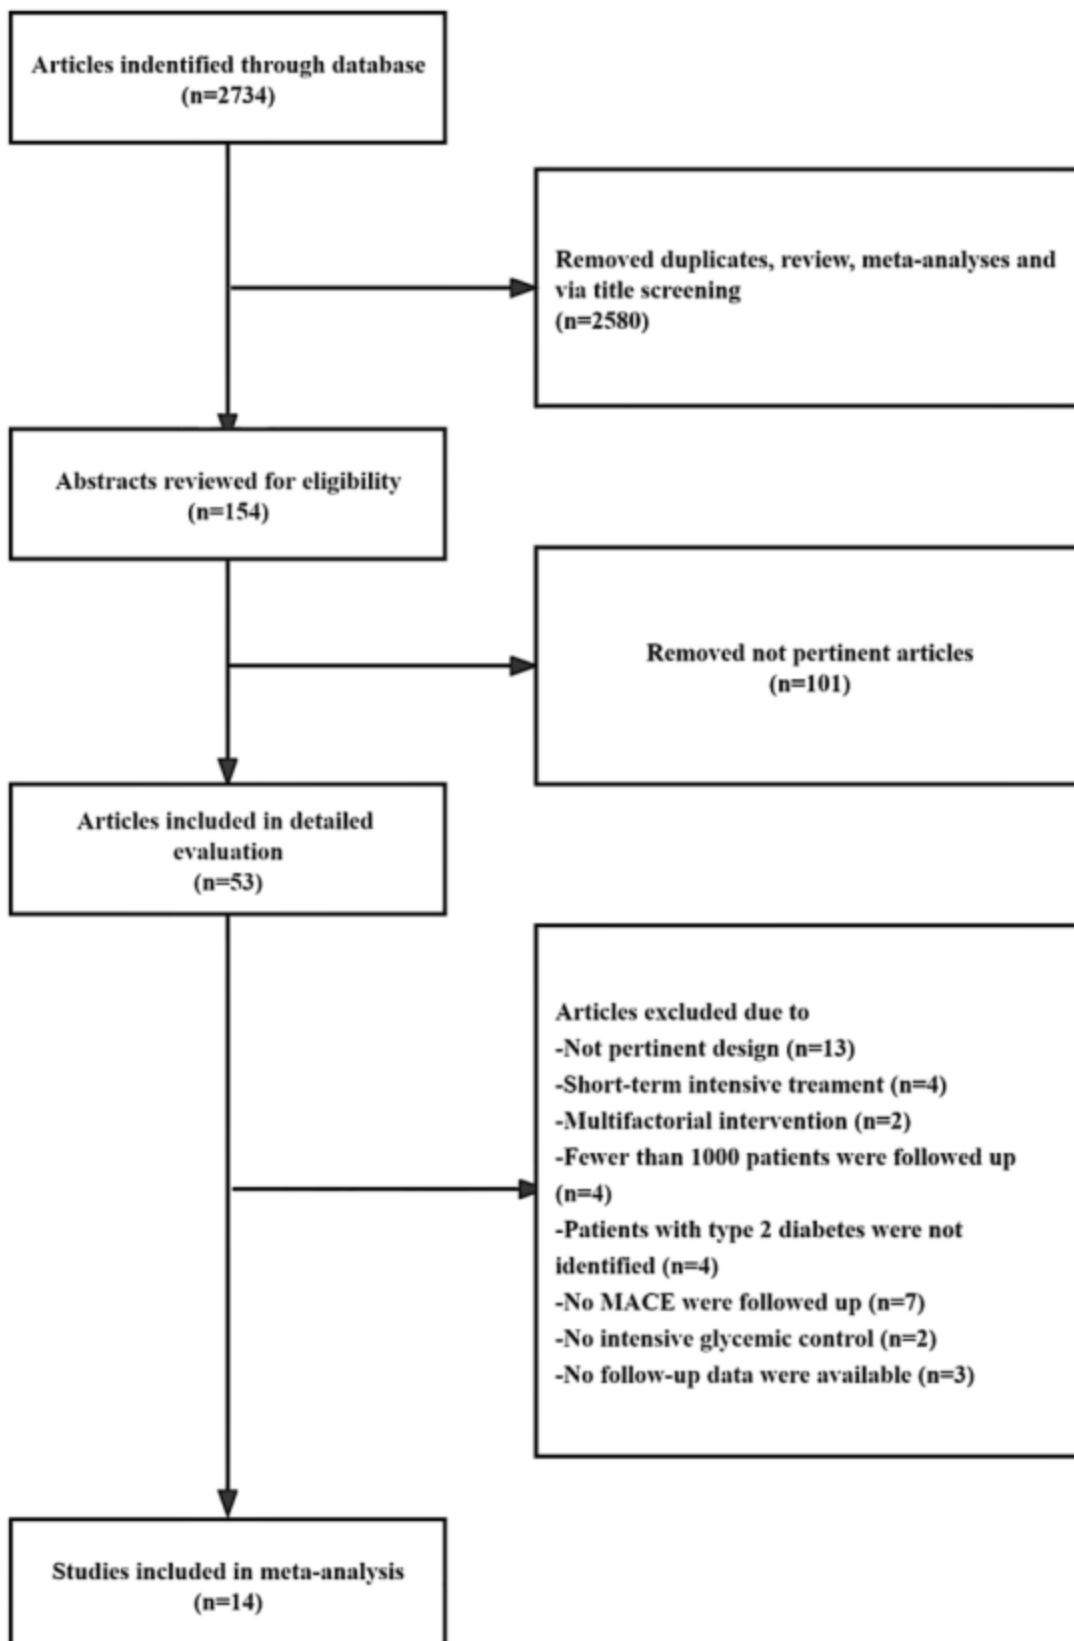 Articles indentified through database
(n=2734)
Removed duplicates, review, meta-analyses and
via title screening
(n=2580)
Abstracts reviewed for eligibility
(n=154)
Removed not pertinent articles
(n=101)
Articles included in detailed
evaluation
(n=53)
Articles excluded due to
-Not pertinent design (n=13)
-Short-term intensive treament (n=4)
-Multifactorial intervention (n=2)
-Fewer than 1000 patients were followed up
(n=4)
-Patients with type 2 diabetes were not
identified (n=4)
-No MACE were followed up (n=7)
-No intensive glycemic control (n=2)
-No follow-up data were available (n=3)
Studies included in meta-analysis
(n=14)